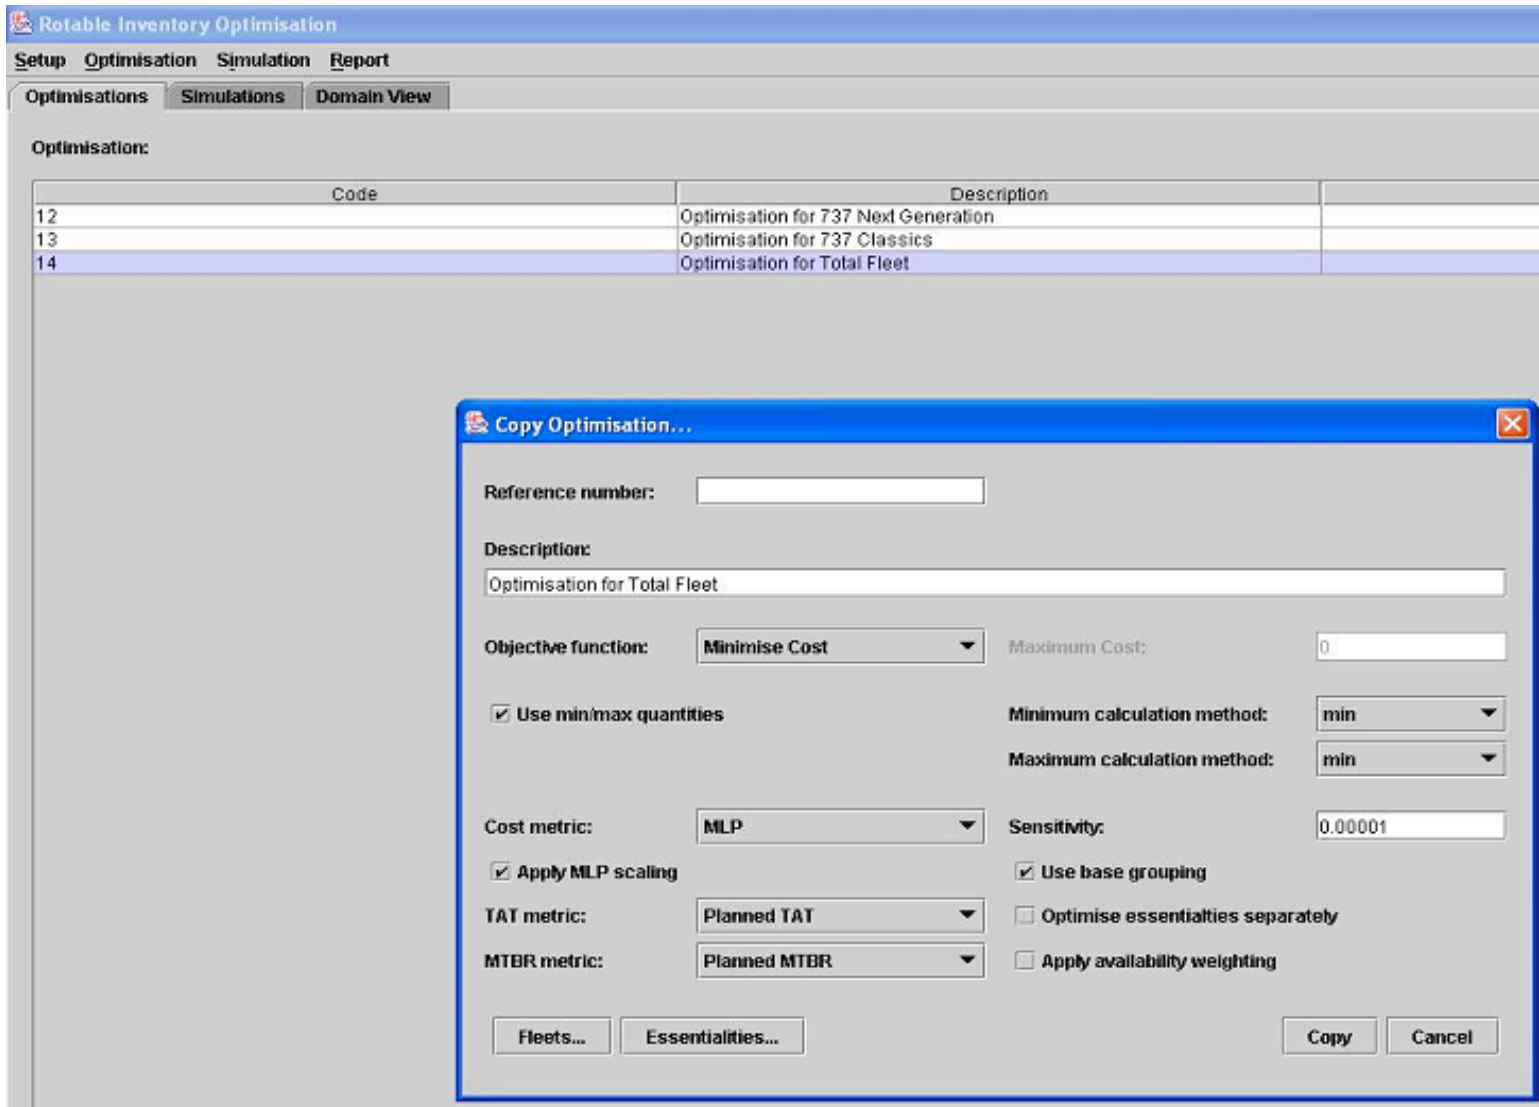 Rotable Inventory Optimisation
Setup Optimisation Simulation Report
Optimisations Simulations Domain View
Optimisation:
Code Description
12 Optimisation for 737 Next Generation
13 Optimisation for 737 Classics
14 Optimisation for Total Fleet
Copy Optimisation...
Reference number:
Description:
Optimisation for Total Fleet
Objective function: Minimise Cost Maximum Cost: 0
Use min/max quantities Minimum calculation method: min
Maximum calculation method: min
Cost metric: MLP Sensitivity: 0.00001
Apply MLP scaling Use base grouping
TAT metric: Planned TAT Optimise essentialties separately
MTBR metric: Planned MTBR Apply availability weighting
Fleets... Essentialities... Copy Cancel